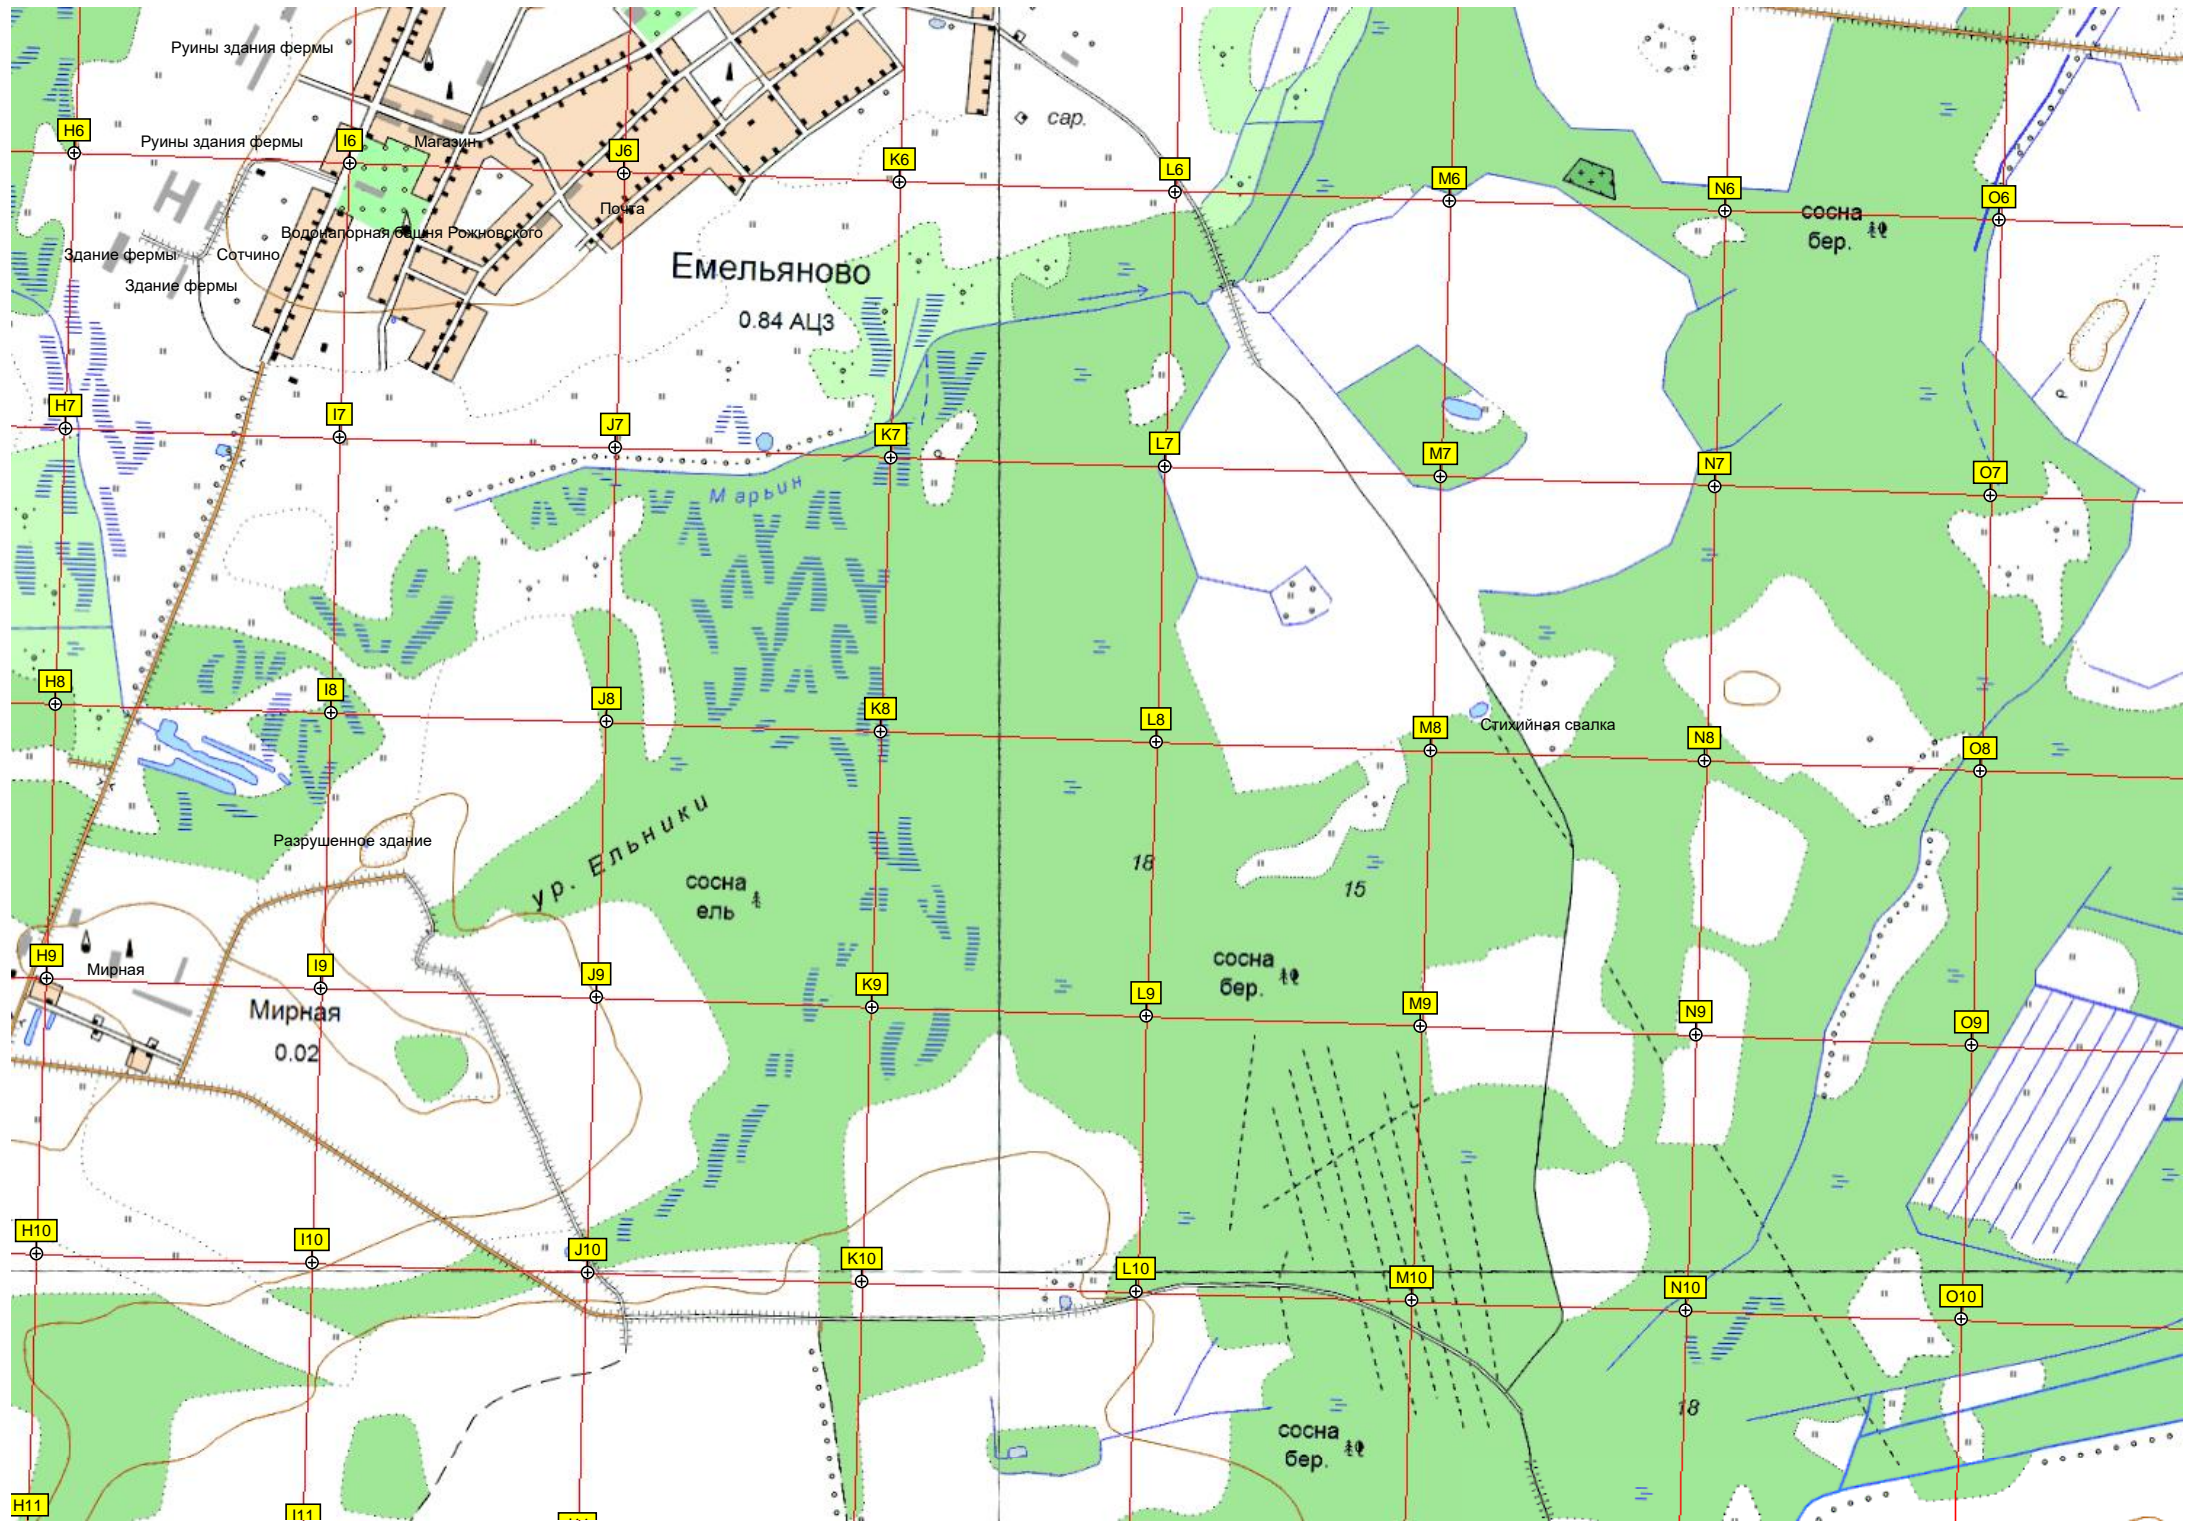 Руины здания фермы
сар.
H6
Руины здания фермы
I6
Магазин
J6
K6
L6
M6
N6
O6
Почта
сосна
бер.
Водонапорная башня Рожновского
Здание фермы
Сотчино
Здание фермы
Емельяново
0.84 АЦЗ
H7
I7
J7
K7
L7
M7
N7
O7
Марьин
H8
I8
J8
K8
L8
M8
Стихийная свалка
N8
O8
Разрушенное здание
ур. Ельники
18
15
сосна
ель
H9
Мирная
I9
J9
K9
L9
сосна
бер.
M9
N9
O9
Мирная
0.02
H10
I10
J10
K10
L10
M10
N10
O10
18
сосна
бер.
H11
I11